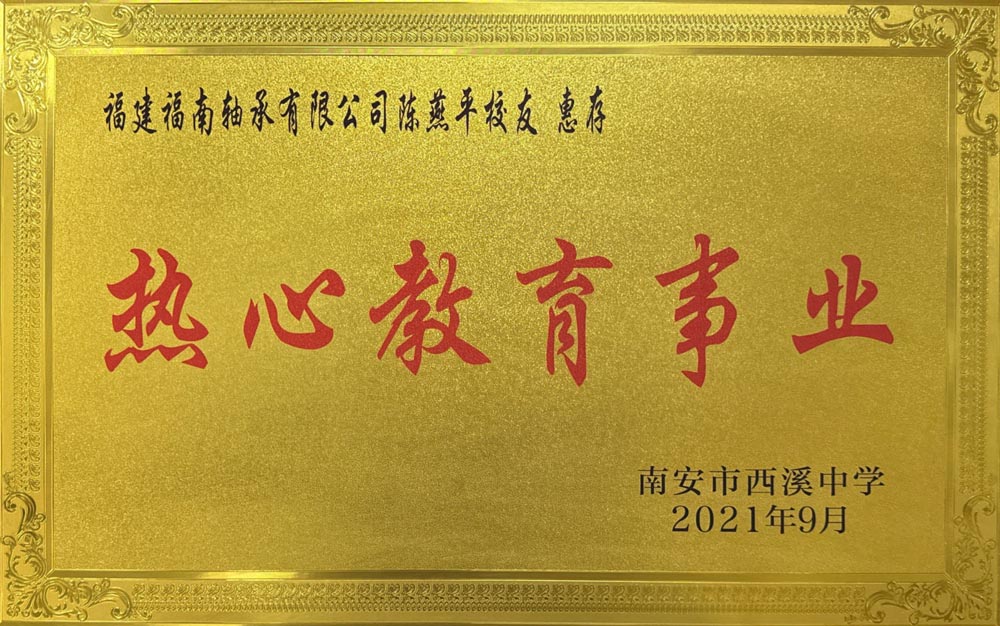 福建福南轴承有限公司陈燕平校友 惠存
热心教育事业
南安市西溪中学
2021年9月